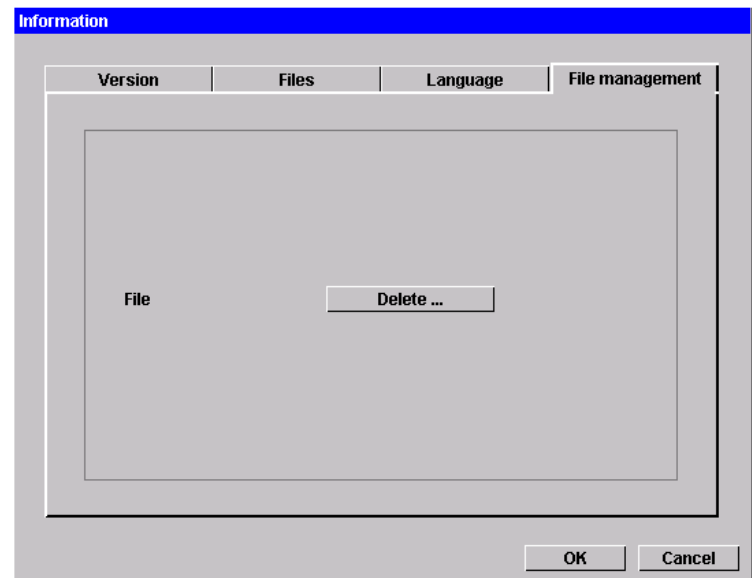 Information
Version Files Language File management
File Delete ...
OK Cancel